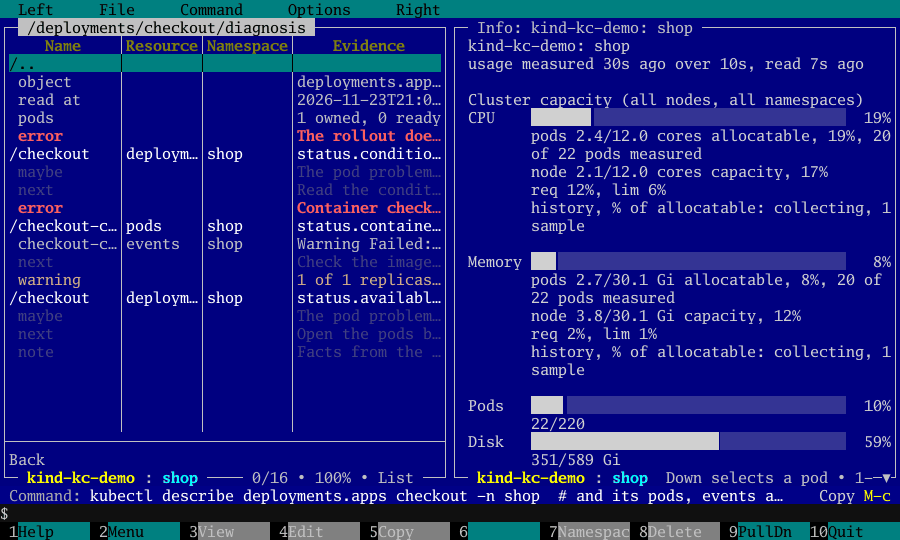 Left File Command Options Right
/deployments/checkout/diagnosis
Name Resource Namespace Evidence
/..
object deployments.app…
read at 2026-11-23T21:0…
pods 1 owned, 0 ready
error The rollout doe…
/checkout deploym… shop status.conditio…
maybe The pod problem…
next Read the condit…
error Container check…
/checkout-c… pods shop status.containe…
checkout-c… events shop Warning Failed:…
next Check the image…
warning 1 of 1 replicas…
/checkout deploym… shop status.availabl…
maybe The pod problem…
next Open the pods b…
note Facts from the …
Back
kind-kc-demo : shop 0/16 • 100% • List
Info: kind-kc-demo: shop
kind-kc-demo: shop
usage measured 30s ago over 10s, read 7s ago
Cluster capacity (all nodes, all namespaces)
CPU 19%
pods 2.4/12.0 cores allocatable, 19%, 20
of 22 pods measured
node 2.1/12.0 cores capacity, 17%
req 12%, lim 6%
history, % of allocatable: collecting, 1
sample
Memory 8%
pods 2.7/30.1 Gi allocatable, 8%, 20 of
22 pods measured
node 3.8/30.1 Gi capacity, 12%
req 2%, lim 1%
history, % of allocatable: collecting, 1
sample
Pods 10%
22/220
Disk 59%
351/589 Gi
kind-kc-demo : shop Down selects a pod • 1-─▼
Command: kubectl describe deployments.apps checkout -n shop # and its pods, events a… Copy M-c
$
1Help 2Menu 3View 4Edit 5Copy 6 7Namespac 8Delete 9PullDn 10Quit